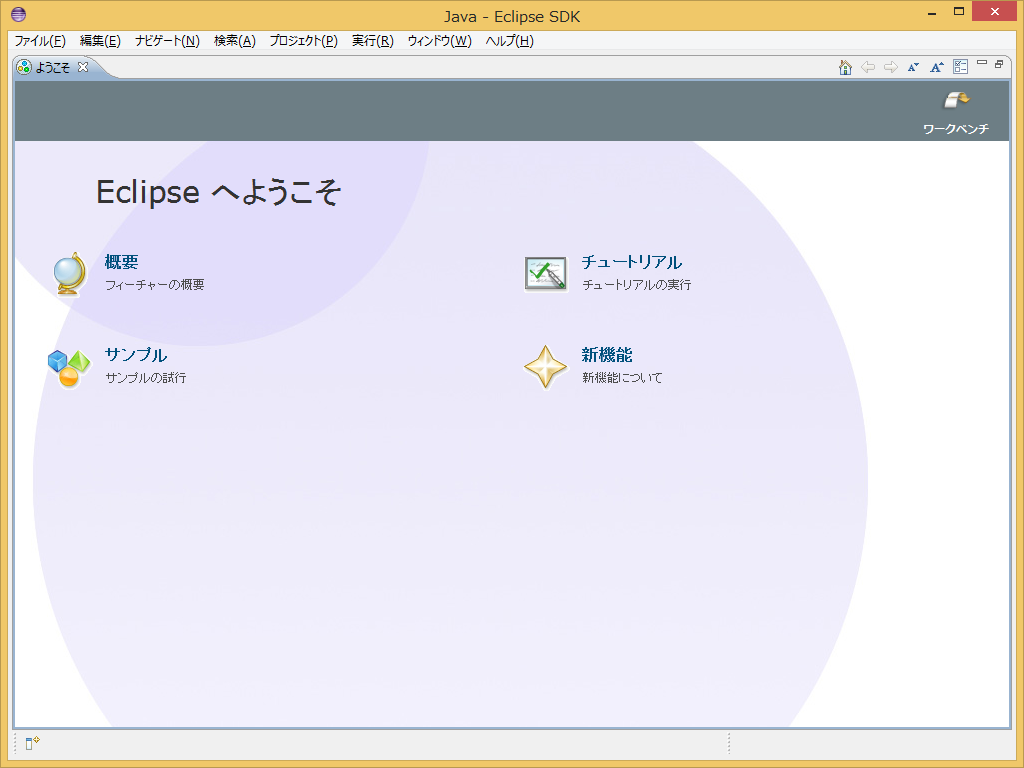 Java - Eclipse SDK
ファイル(F) 編集(E) ナビゲート(N) 検索(A) プロジェクト(P) 実行(R) ウィンドウ(W) ヘルプ(H)
ようこそ
ワークベンチ
Eclipse へようこそ
概要
フィーチャーの概要
チュートリアル
チュートリアルの実行
サンプル
サンプルの試行
新機能
新機能について